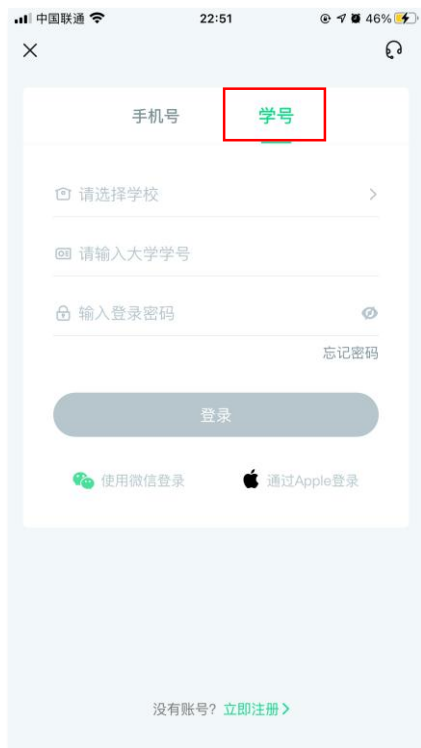 中国联通 22:51 46%
手机号 学号
请选择学校
请输入大学学号
输入登录密码
忘记密码
登录
使用微信登录 通过Apple登录
没有账号? 立即注册